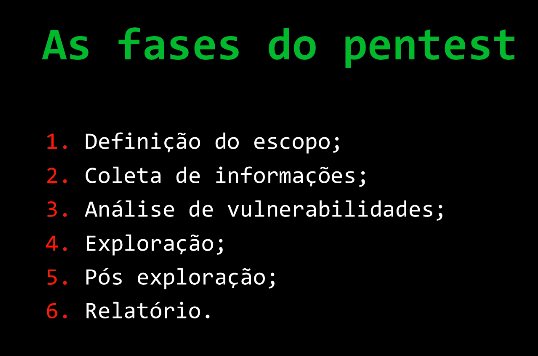 As fases do pentest
1. Definição do escopo;
2. Coleta de informações;
3. Análise de vulnerabilidades;
4. Exploração;
5. Pós exploração;
6. Relatório.